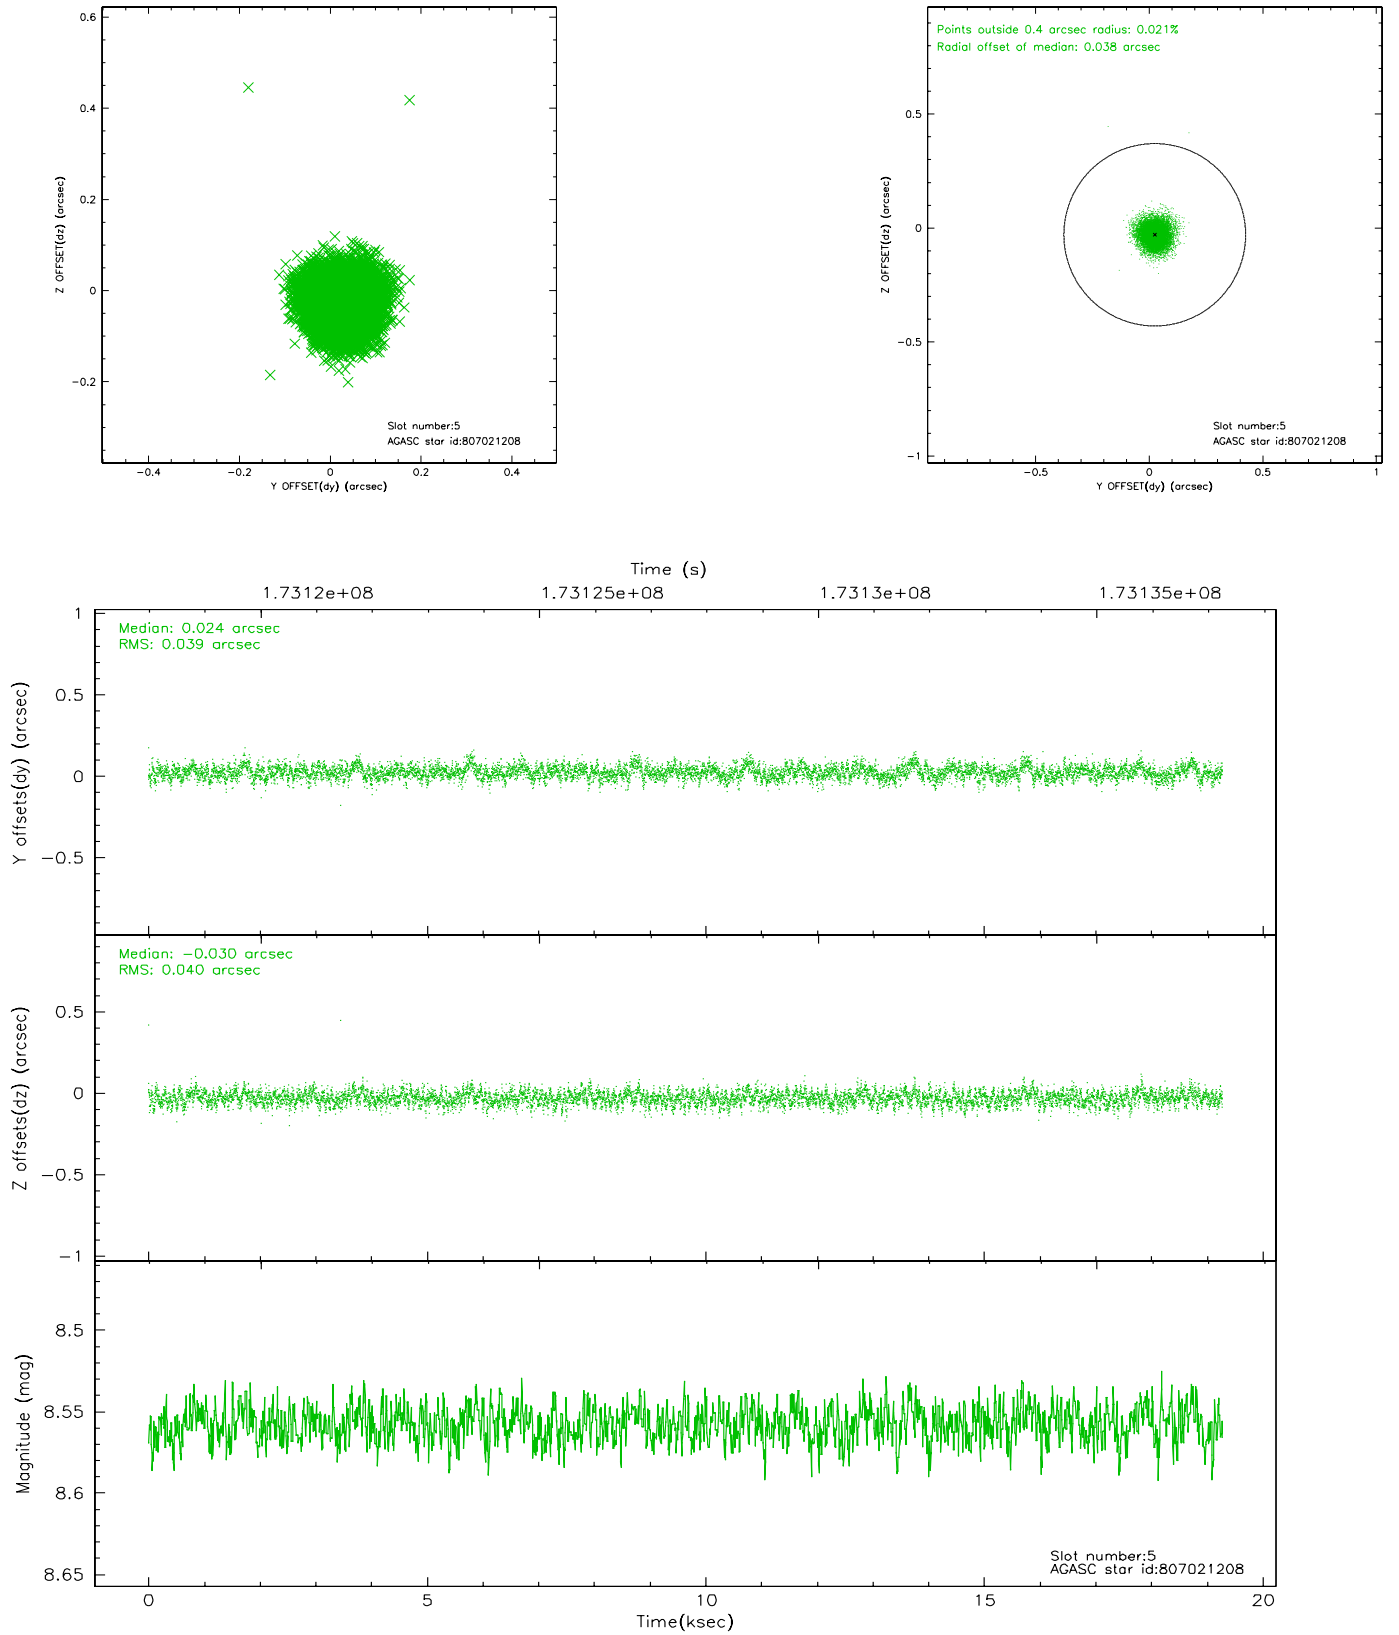 0.6
0.4
0.2
0
−0.2
Z OFFSET(dz) (arcsec)
Slot number:5
AGASC star id:807021208
−0.4 −0.2 0 0.2 0.4
Y OFFSET(dy) (arcsec)
Points outside 0.4 arcsec radius: 0.021%
Radial offset of median: 0.038 arcsec
0.5
0
−0.5
−1
Z OFFSET(dz) (arcsec)
Slot number:5
AGASC star id:807021208
−0.5 0 0.5 1
Y OFFSET(dy) (arcsec)
Time (s)
1.7312e+08 1.73125e+08 1.7313e+08 1.73135e+08
Median: 0.024 arcsec
RMS: 0.039 arcsec
1
0.5
0
−0.5
Y offsets(dy) (arcsec)
Median: −0.030 arcsec
RMS: 0.040 arcsec
0.5
0
−0.5
−1
Z offsets(dz) (arcsec)
8.5
8.55
8.6
8.65
Magnitude (mag)
Slot number:5
AGASC star id:807021208
0 5 10 15 20
Time(ksec)